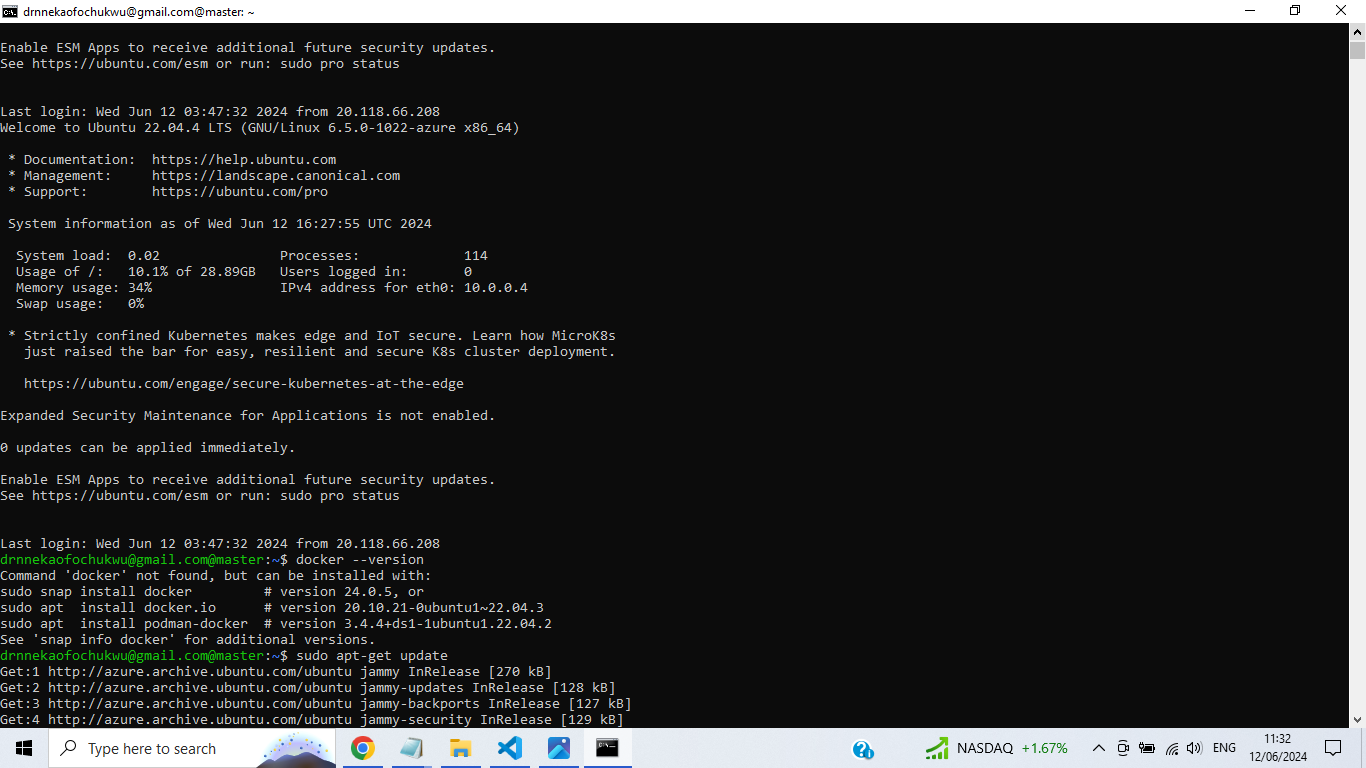 drnnekaofochukwu@gmail.com@master: ~
Enable ESM Apps to receive additional future security updates.
See https://ubuntu.com/esm or run: sudo pro status
Last login: Wed Jun 12 03:47:32 2024 from 20.118.66.208
Welcome to Ubuntu 22.04.4 LTS (GNU/Linux 6.5.0-1022-azure x86_64)
* Documentation:  https://help.ubuntu.com
* Management:     https://landscape.canonical.com
* Support:        https://ubuntu.com/pro
System information as of Wed Jun 12 16:27:55 UTC 2024
System load:  0.02               Processes:             114
Usage of /:   10.1% of 28.89GB   Users logged in:       0
Memory usage: 34%                IPv4 address for eth0: 10.0.0.4
Swap usage:   0%
* Strictly confined Kubernetes makes edge and IoT secure. Learn how MicroK8s
just raised the bar for easy, resilient and secure K8s cluster deployment.
https://ubuntu.com/engage/secure-kubernetes-at-the-edge
Expanded Security Maintenance for Applications is not enabled.
0 updates can be applied immediately.
Enable ESM Apps to receive additional future security updates.
See https://ubuntu.com/esm or run: sudo pro status
Last login: Wed Jun 12 03:47:32 2024 from 20.118.66.208
drnnekaofochukwu@gmail.com@master:~$ docker --version
Command 'docker' not found, but can be installed with:
sudo snap install docker         # version 24.0.5, or
sudo apt  install docker.io      # version 20.10.21-0ubuntu1~22.04.3
sudo apt  install podman-docker  # version 3.4.4+ds1-1ubuntu1.22.04.2
See 'snap info docker' for additional versions.
drnnekaofochukwu@gmail.com@master:~$ sudo apt-get update
Get:1 http://azure.archive.ubuntu.com/ubuntu jammy InRelease [270 kB]
Get:2 http://azure.archive.ubuntu.com/ubuntu jammy-updates InRelease [128 kB]
Get:3 http://azure.archive.ubuntu.com/ubuntu jammy-backports InRelease [127 kB]
Get:4 http://azure.archive.ubuntu.com/ubuntu jammy-security InRelease [129 kB]
Type here to search
NASDAQ +1.67%
ENG
11:32
12/06/2024